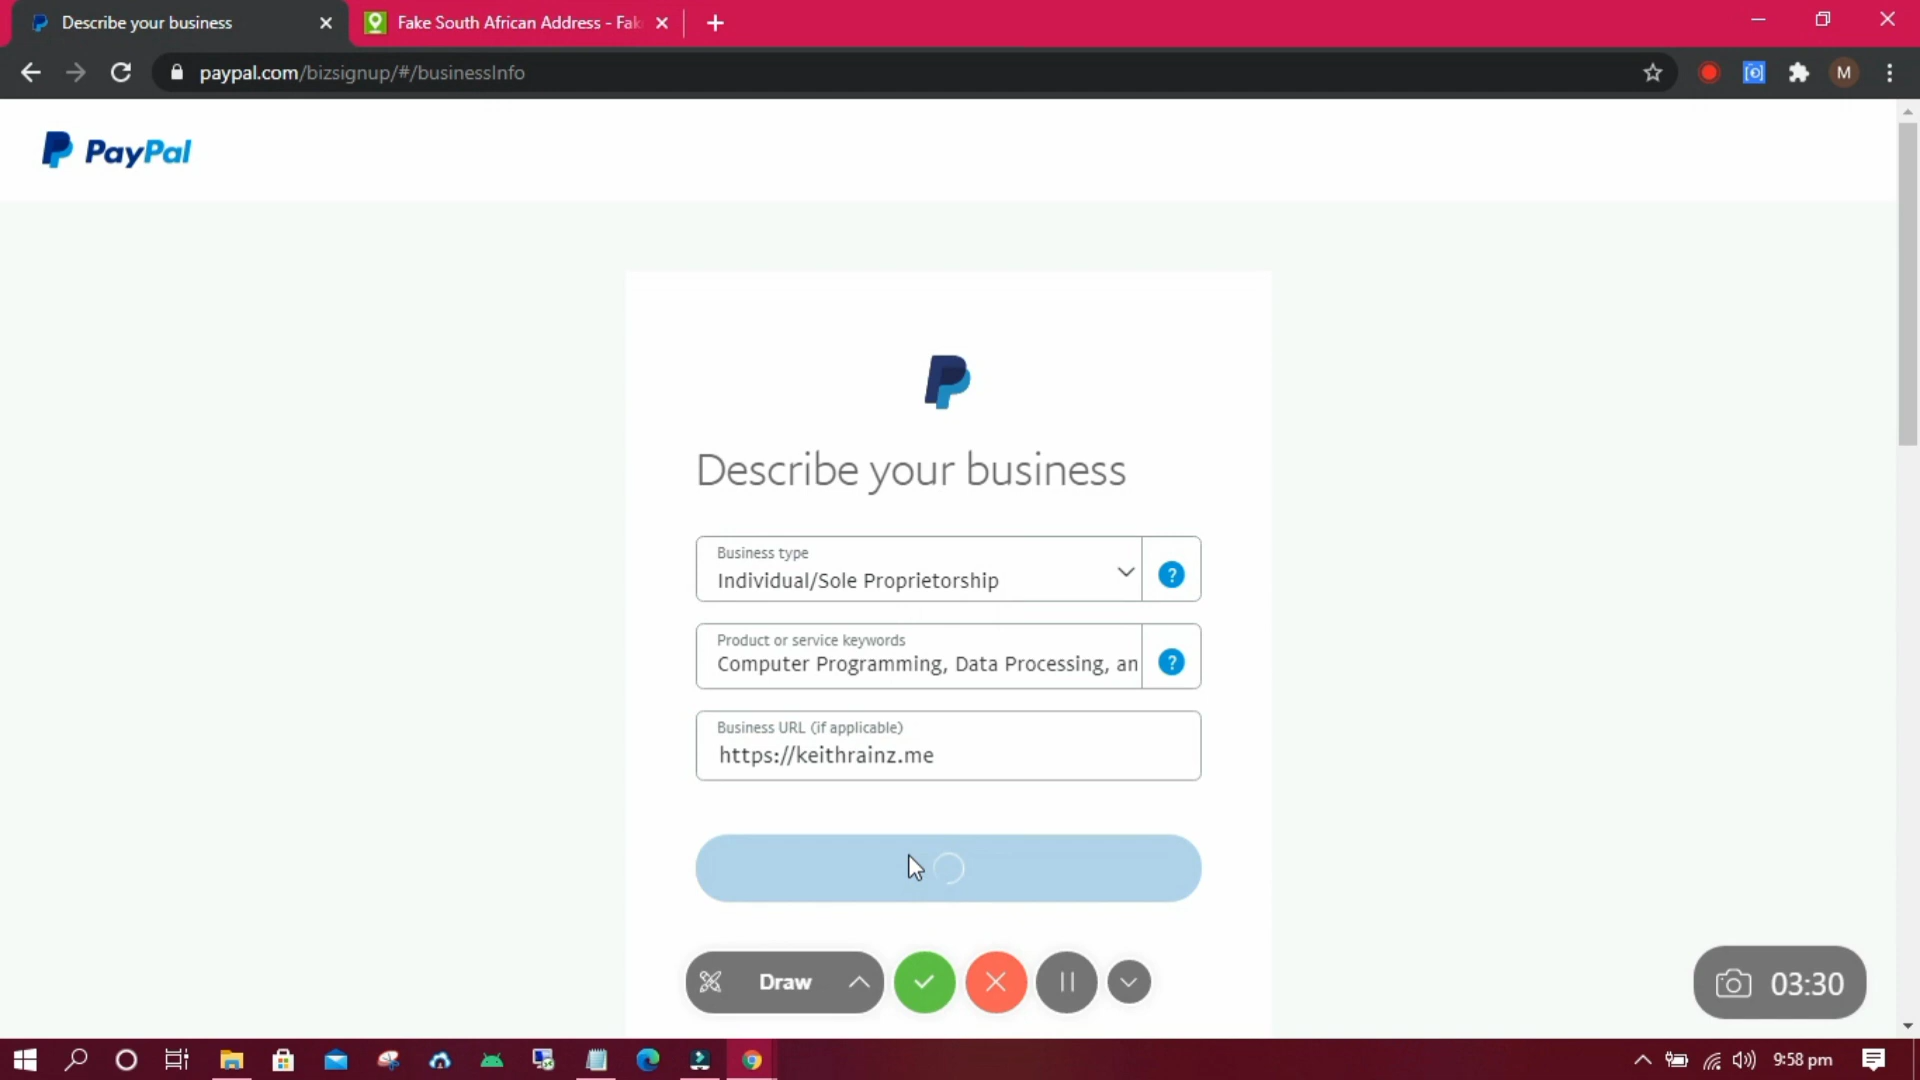 Describe your business
Fake South African Address - Fak
paypal.com/bizsignup/#/businessInfo
M
PayPal
Describe your business
Business type
Individual/Sole Proprietorship
?
Product or service keywords
Computer Programming, Data Processing, an
?
Business URL (if applicable)
https://keithrainz.me
Draw
03:30
9:58 pm